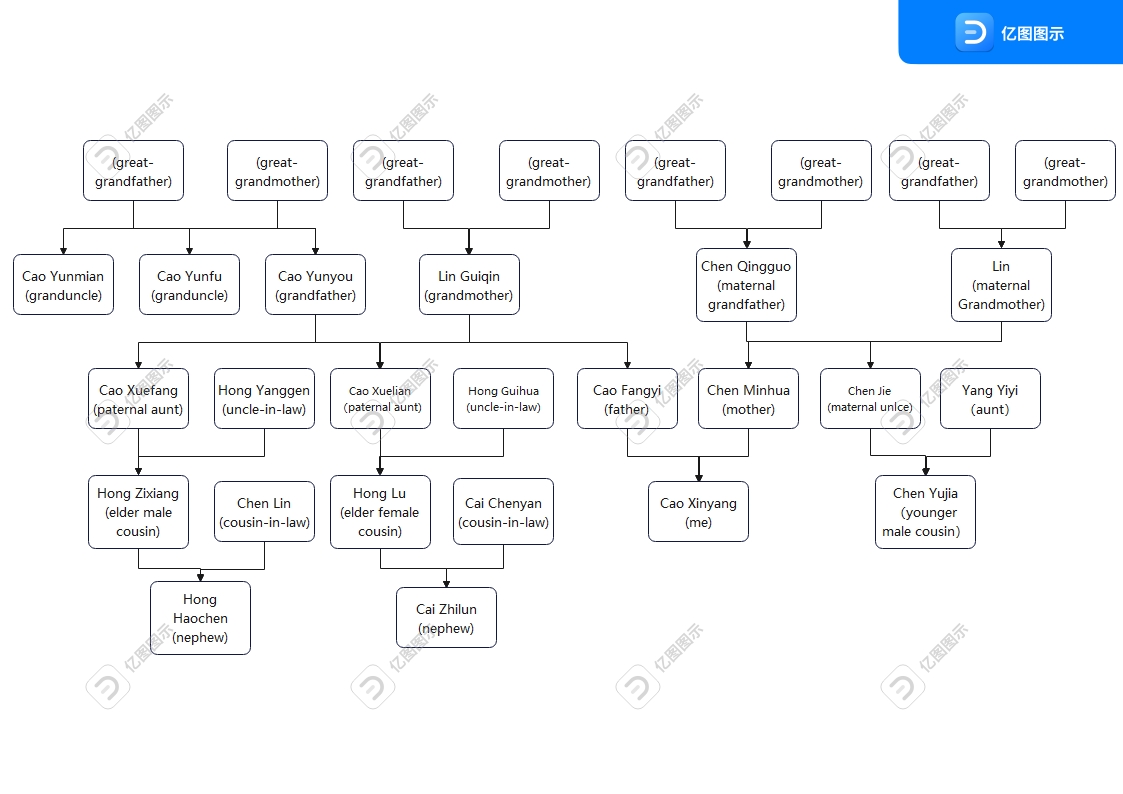 亿图图示
(great-
grandfather)
(great-
grandmother)
(great-
grandfather)
(great-
grandmother)
(great-
grandfather)
(great-
grandmother)
(great-
grandfather)
(great-
grandmother)
Cao Yunmian
(granduncle)
Cao Yunfu
(granduncle)
Cao Yunyou
(grandfather)
Lin Guiqin
(grandmother)
Chen Qingguo
(maternal
grandfather)
Lin
(maternal
Grandmother)
Cao Xuefang
(paternal aunt)
Hong Yanggen
(uncle-in-law)
Cao Xuelian
（paternal aunt)
Hong Guihua
(uncle-in-law)
Cao Fangyi
(father)
Chen Minhua
(mother)
Chen Jie
(maternal unlce)
Yang Yiyi
(aunt）
Hong Zixiang
(elder male
cousin)
Chen Lin
(cousin-in-law)
Hong Lu
(elder female
cousin)
Cai Chenyan
(cousin-in-law)
Cao Xinyang
(me)
Chen Yujia
（younger
male cousin）
Hong
Haochen
(nephew)
Cai Zhilun
(nephew)
亿图图示
亿图图示
亿图图示
亿图图示
亿图图示
亿图图示
亿图图示
亿图图示
亿图图示
亿图图示
亿图图示
亿图图示